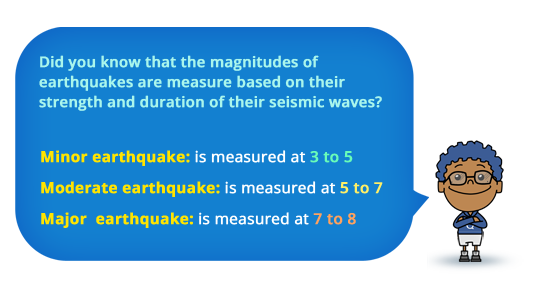 Did you know that the magnitudes of
earthquakes are measure based on their
strength and duration of their seismic waves?
Minor earthquake: is measured at 3 to 5
Moderate earthquake: is measured at 5 to 7
Major earthquake: is measured at 7 to 8